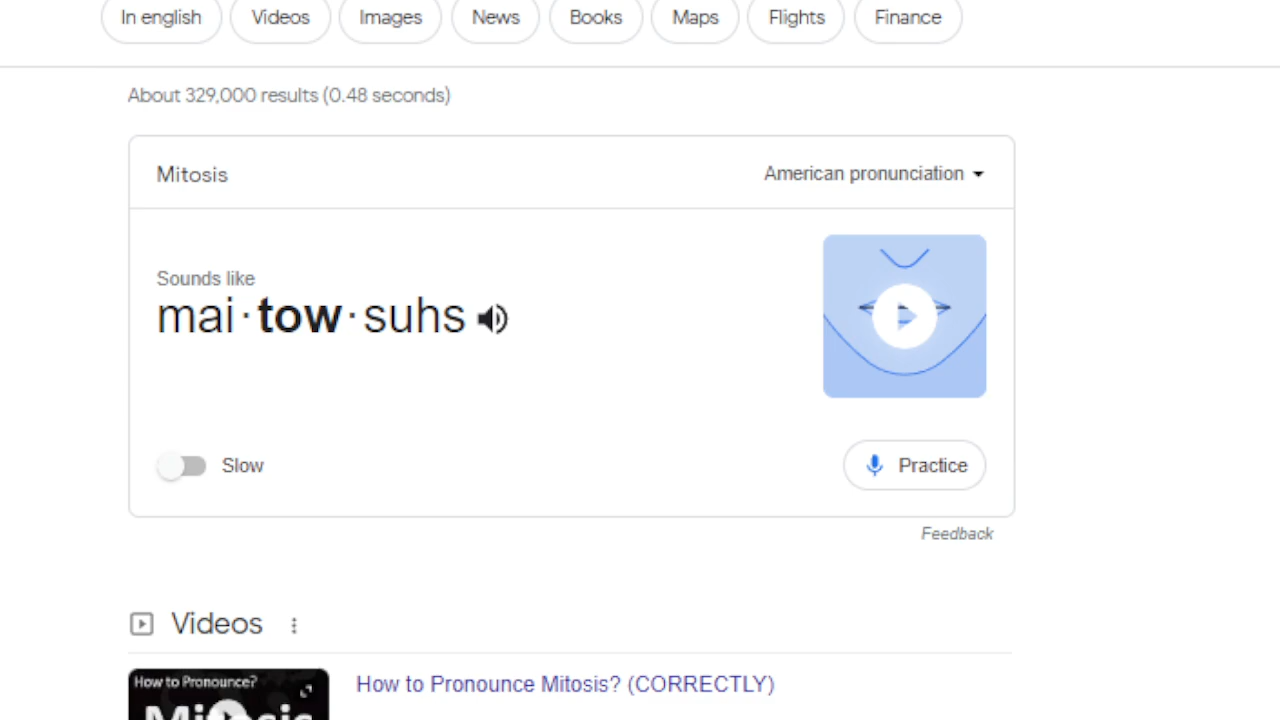 In english Videos Images News Books Maps Flights Finance
About 329,000 results (0.48 seconds)
Mitosis American pronunciation
Sounds like
mai·tow·suhs
Slow Practice
Feedback
Videos
How to Pronounce? How to Pronounce Mitosis? (CORRECTLY)